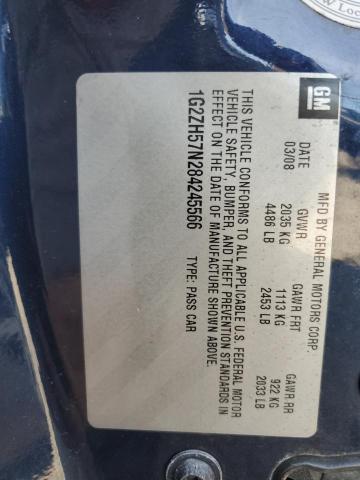 GM
MFD BY GENERAL MOTORS CORP.
DATE GVWR GAWR FRT GAWR RR
03/08 2035 KG 1113 KG 922 KG
4486 LB 2453 LB 2033 LB
THIS VEHICLE CONFORMS TO ALL APPLICABLE U.S. FEDERAL MOTOR
VEHICLE SAFETY, BUMPER, AND THEFT PREVENTION STANDARDS IN
EFFECT ON THE DATE OF MANUFACTURE SHOWN ABOVE.
1G2ZH57N284245566 TYPE: PASS CAR